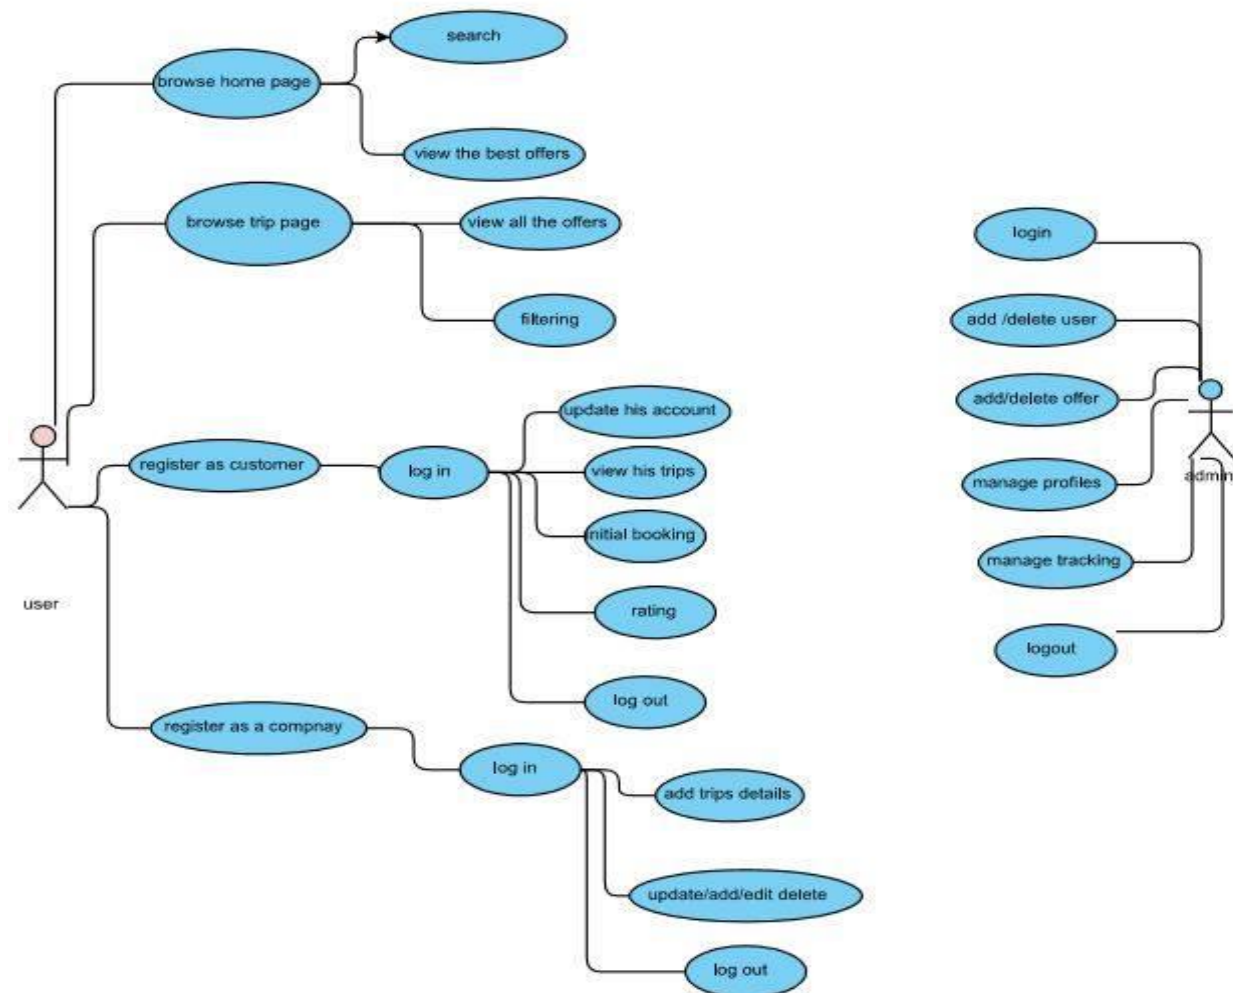 search
browse home page
view the best offers
browse trip page
view all the offers
filtering
update his account
register as customer
log in
view his trips
nitial booking
rating
log out
user
register as a compnay
log in
add trips details
update/add/edit delete
log out
login
add /delete user
add/delete offer
manage profiles
admin
manage tracking
logout